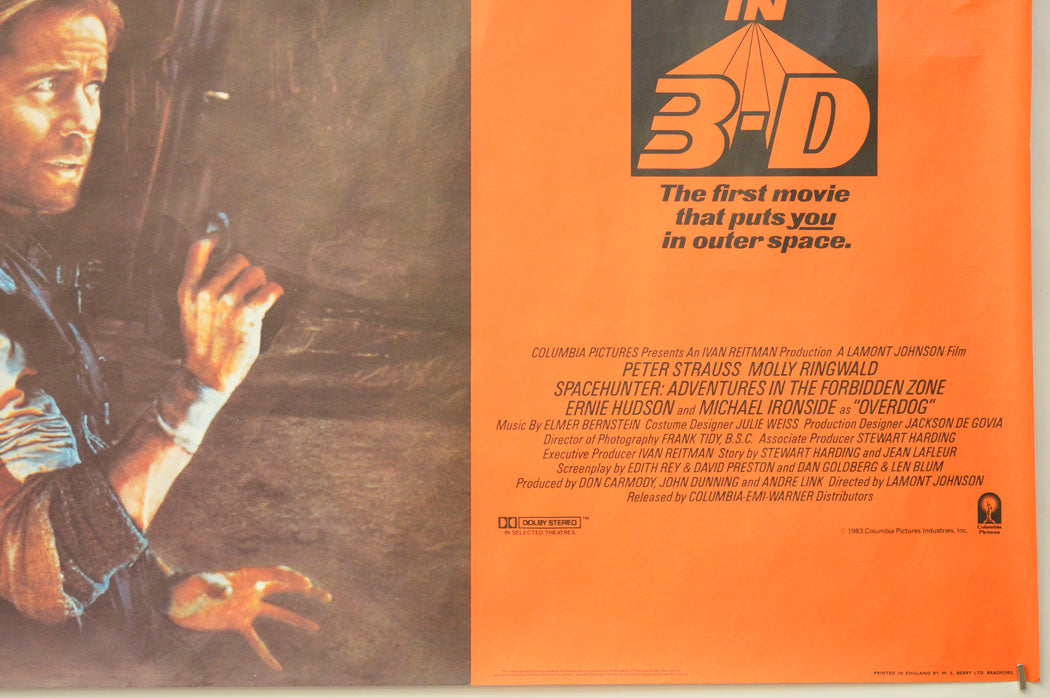 IN
3-D
The first movie
that puts you
in outer space.
COLUMBIA PICTURES Presents An IVAN REITMAN Production A LAMONT JOHNSON Film
PETER STRAUSS MOLLY RINGWALD
SPACEHUNTER: ADVENTURES IN THE FORBIDDEN ZONE
ERNIE HUDSON and MICHAEL IRONSIDE as "OVERDOG"
Music By ELMER BERNSTEIN Costume Designer JULIE WEISS Production Designer JACKSON DE GOVIA
Director of Photography FRANK TIDY, B.S.C. Associate Producer STEWART HARDING
Executive Producer IVAN REITMAN Story by STEWART HARDING and JEAN LAFLEUR
Screenplay by EDITH REY & DAVID PRESTON and DAN GOLDBERG & LEN BLUM
Produced by DON CARMODY, JOHN DUNNING and ANDRE LINK Directed by LAMONT JOHNSON
Released by COLUMBIA-EMI-WARNER Distributors
DOLBY STEREO ™
IN SELECTED THEATRES
© 1983 Columbia Pictures Industries, Inc.
Columbia
Pictures
PRINTED IN ENGLAND BY W. E. BERRY LTD. BRADFORD